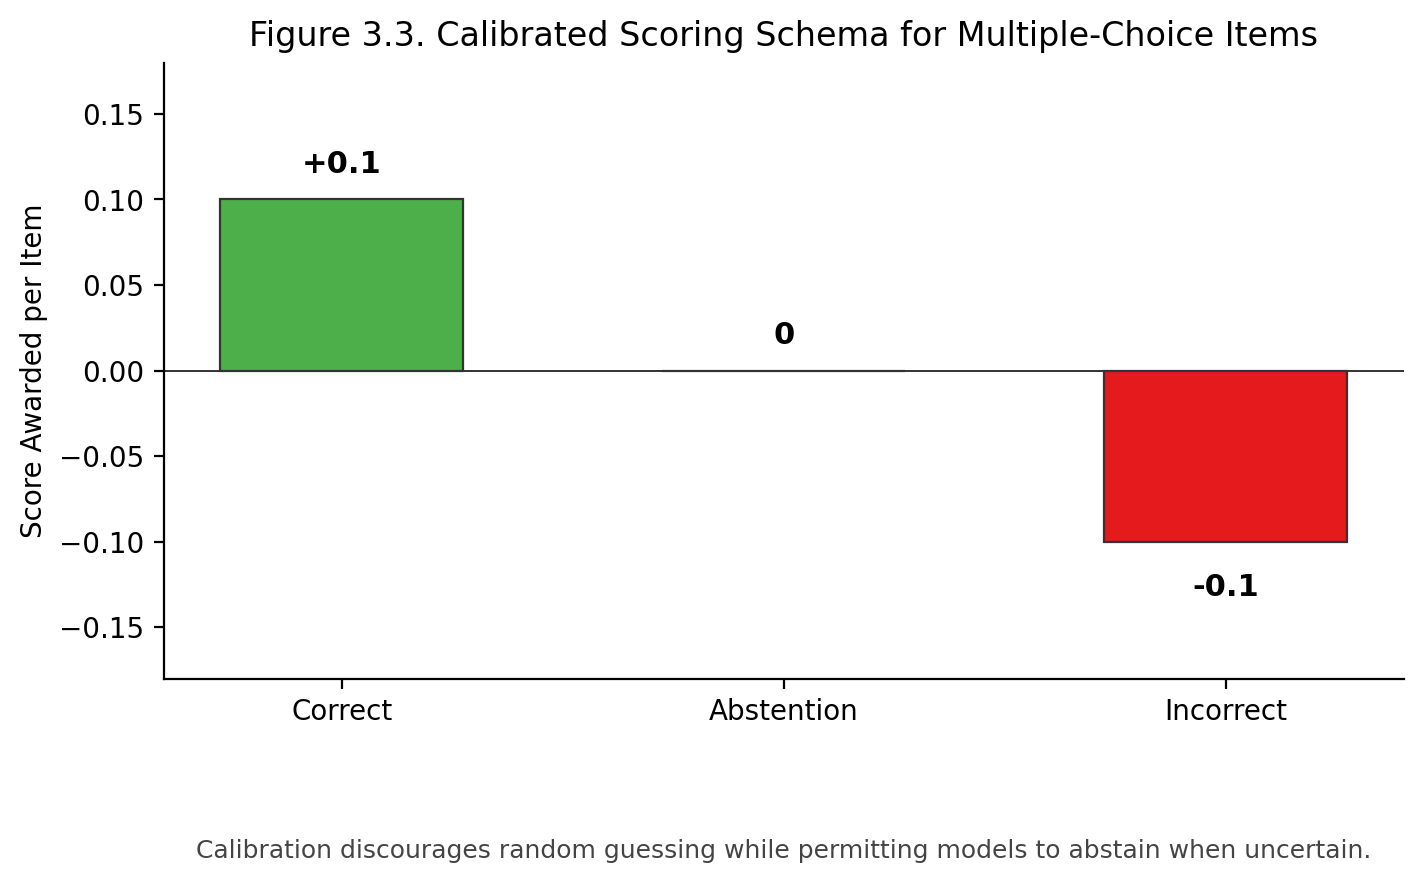 Figure 3.3. Calibrated Scoring Schema for Multiple-Choice Items
Score Awarded per Item
0.15
0.10
0.05
0.00
−0.05
−0.10
−0.15
+0.1
0
-0.1
Correct
Abstention
Incorrect
Calibration discourages random guessing while permitting models to abstain when uncertain.